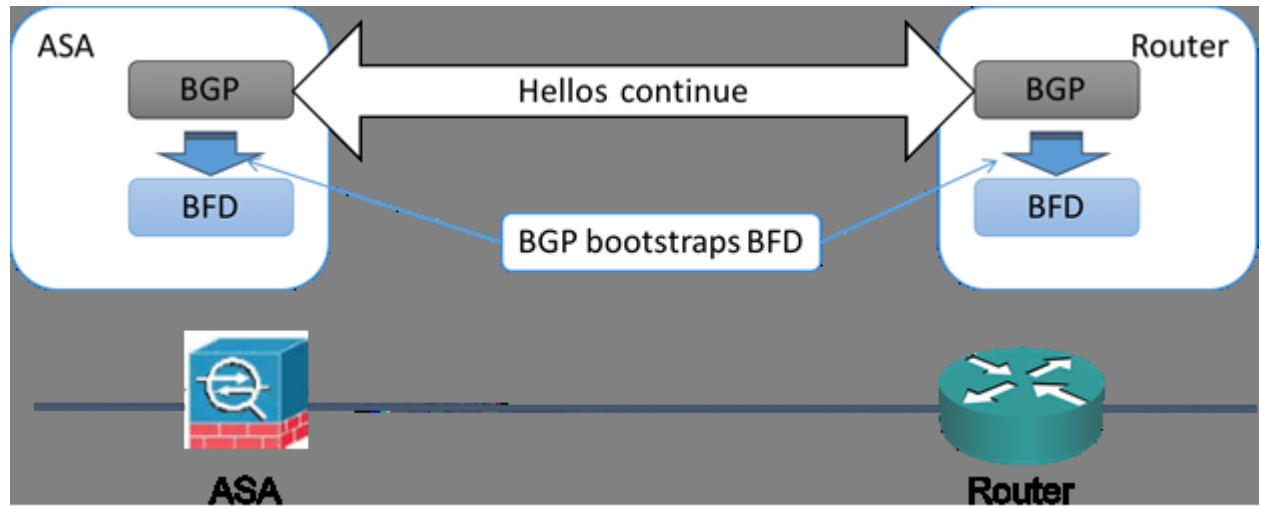 ASA
Router
BGP
Hellos continue
BGP
BFD
BFD
BGP bootstraps BFD
ASA
Router